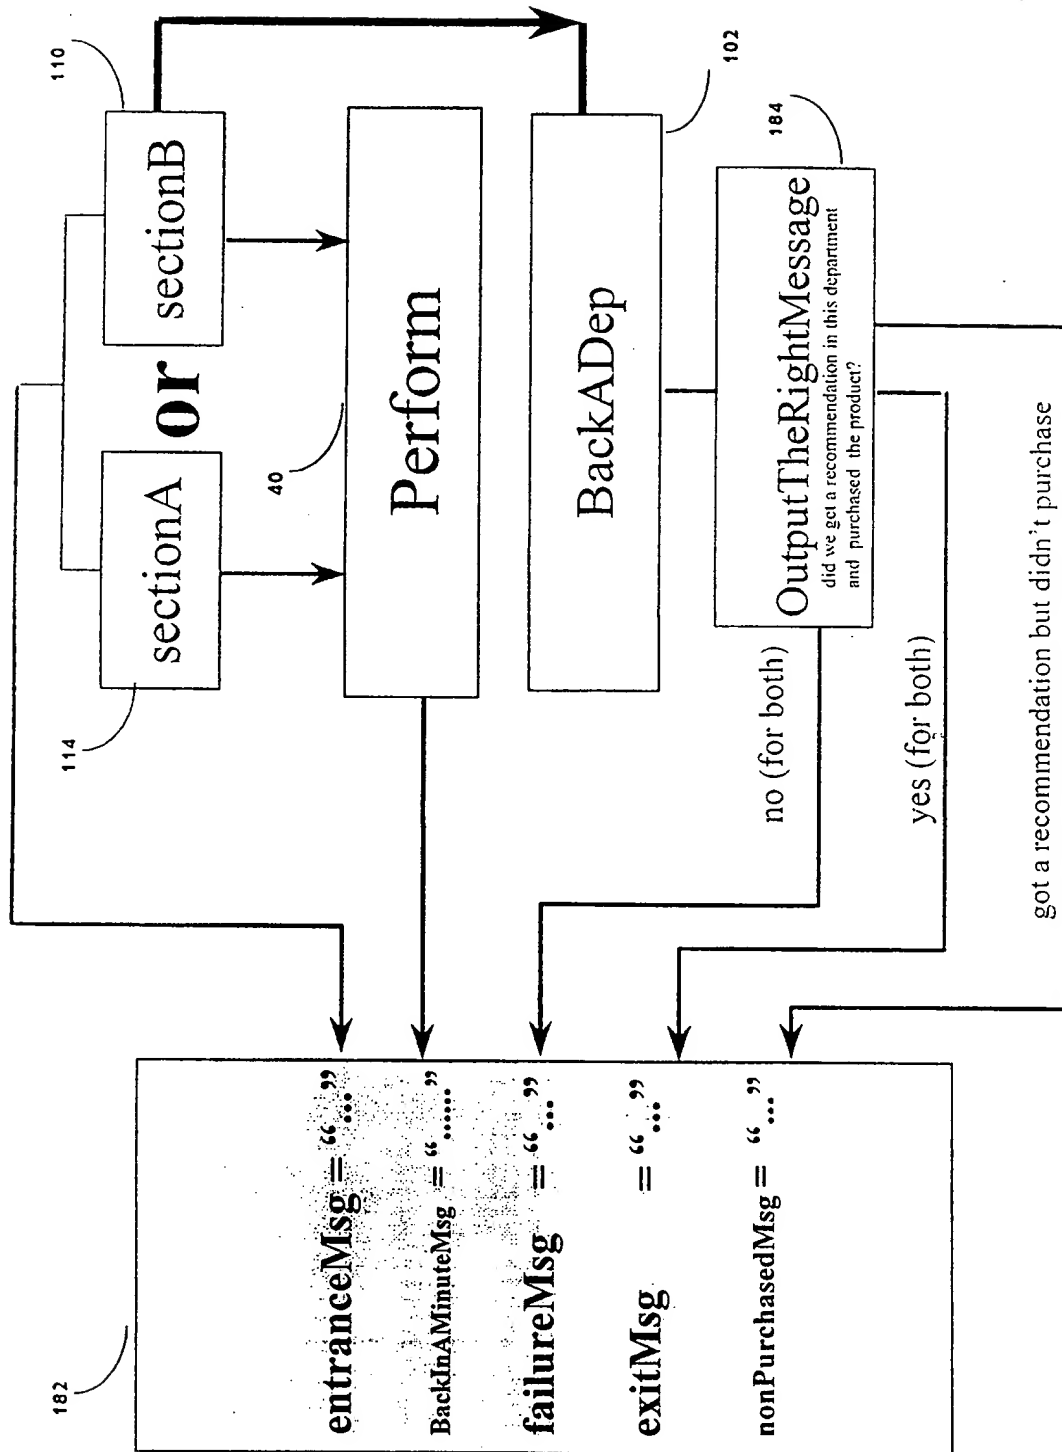 182
entranceMsg = “...”
BackInAMinuteMsg = “......”
failureMsg = “...”
exitMsg = “...”
nonPurchasedMsg = “...”
114
sectionA
or
sectionB
110
40
Perform
BackADep
102
OutputTheRightMessage
did we get a recommendation in this department
and purchased the product?
184
no (for both)
yes (for both)
got a recommendation but didn't purchase